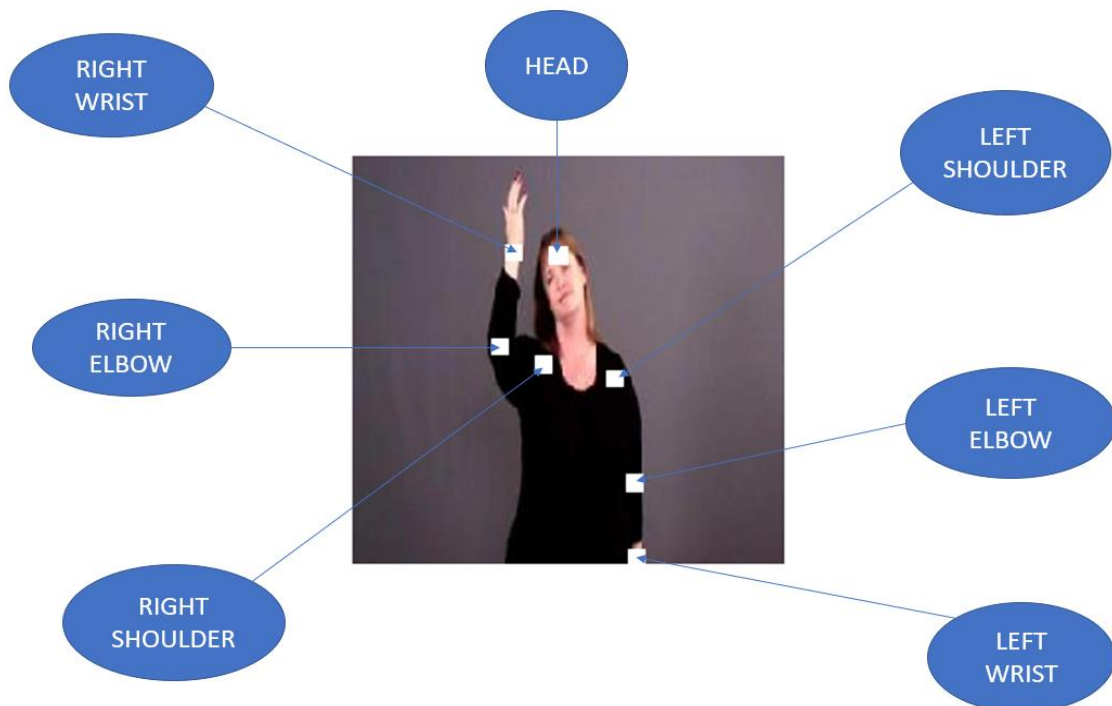 HEAD
RIGHT
WRIST
LEFT
SHOULDER
RIGHT
ELBOW
LEFT
ELBOW
RIGHT
SHOULDER
LEFT
WRIST